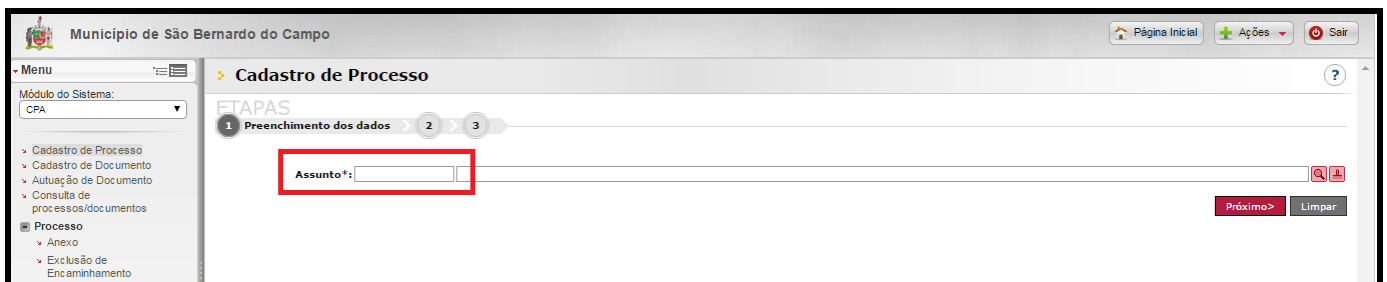 Município de São Bernardo do Campo
Página Inicial
Ações
Sair
Menu
Módulo do Sistema:
CPA
Cadastro de Processo
Cadastro de Documento
Autuação de Documento
Consulta de
processos/documentos
Processo
Anexo
Exclusão de
Encaminhamento
Cadastro de Processo
?
ETAPAS
1 Preenchimento dos dados 2 3
Assunto*:
Próximo> Limpar